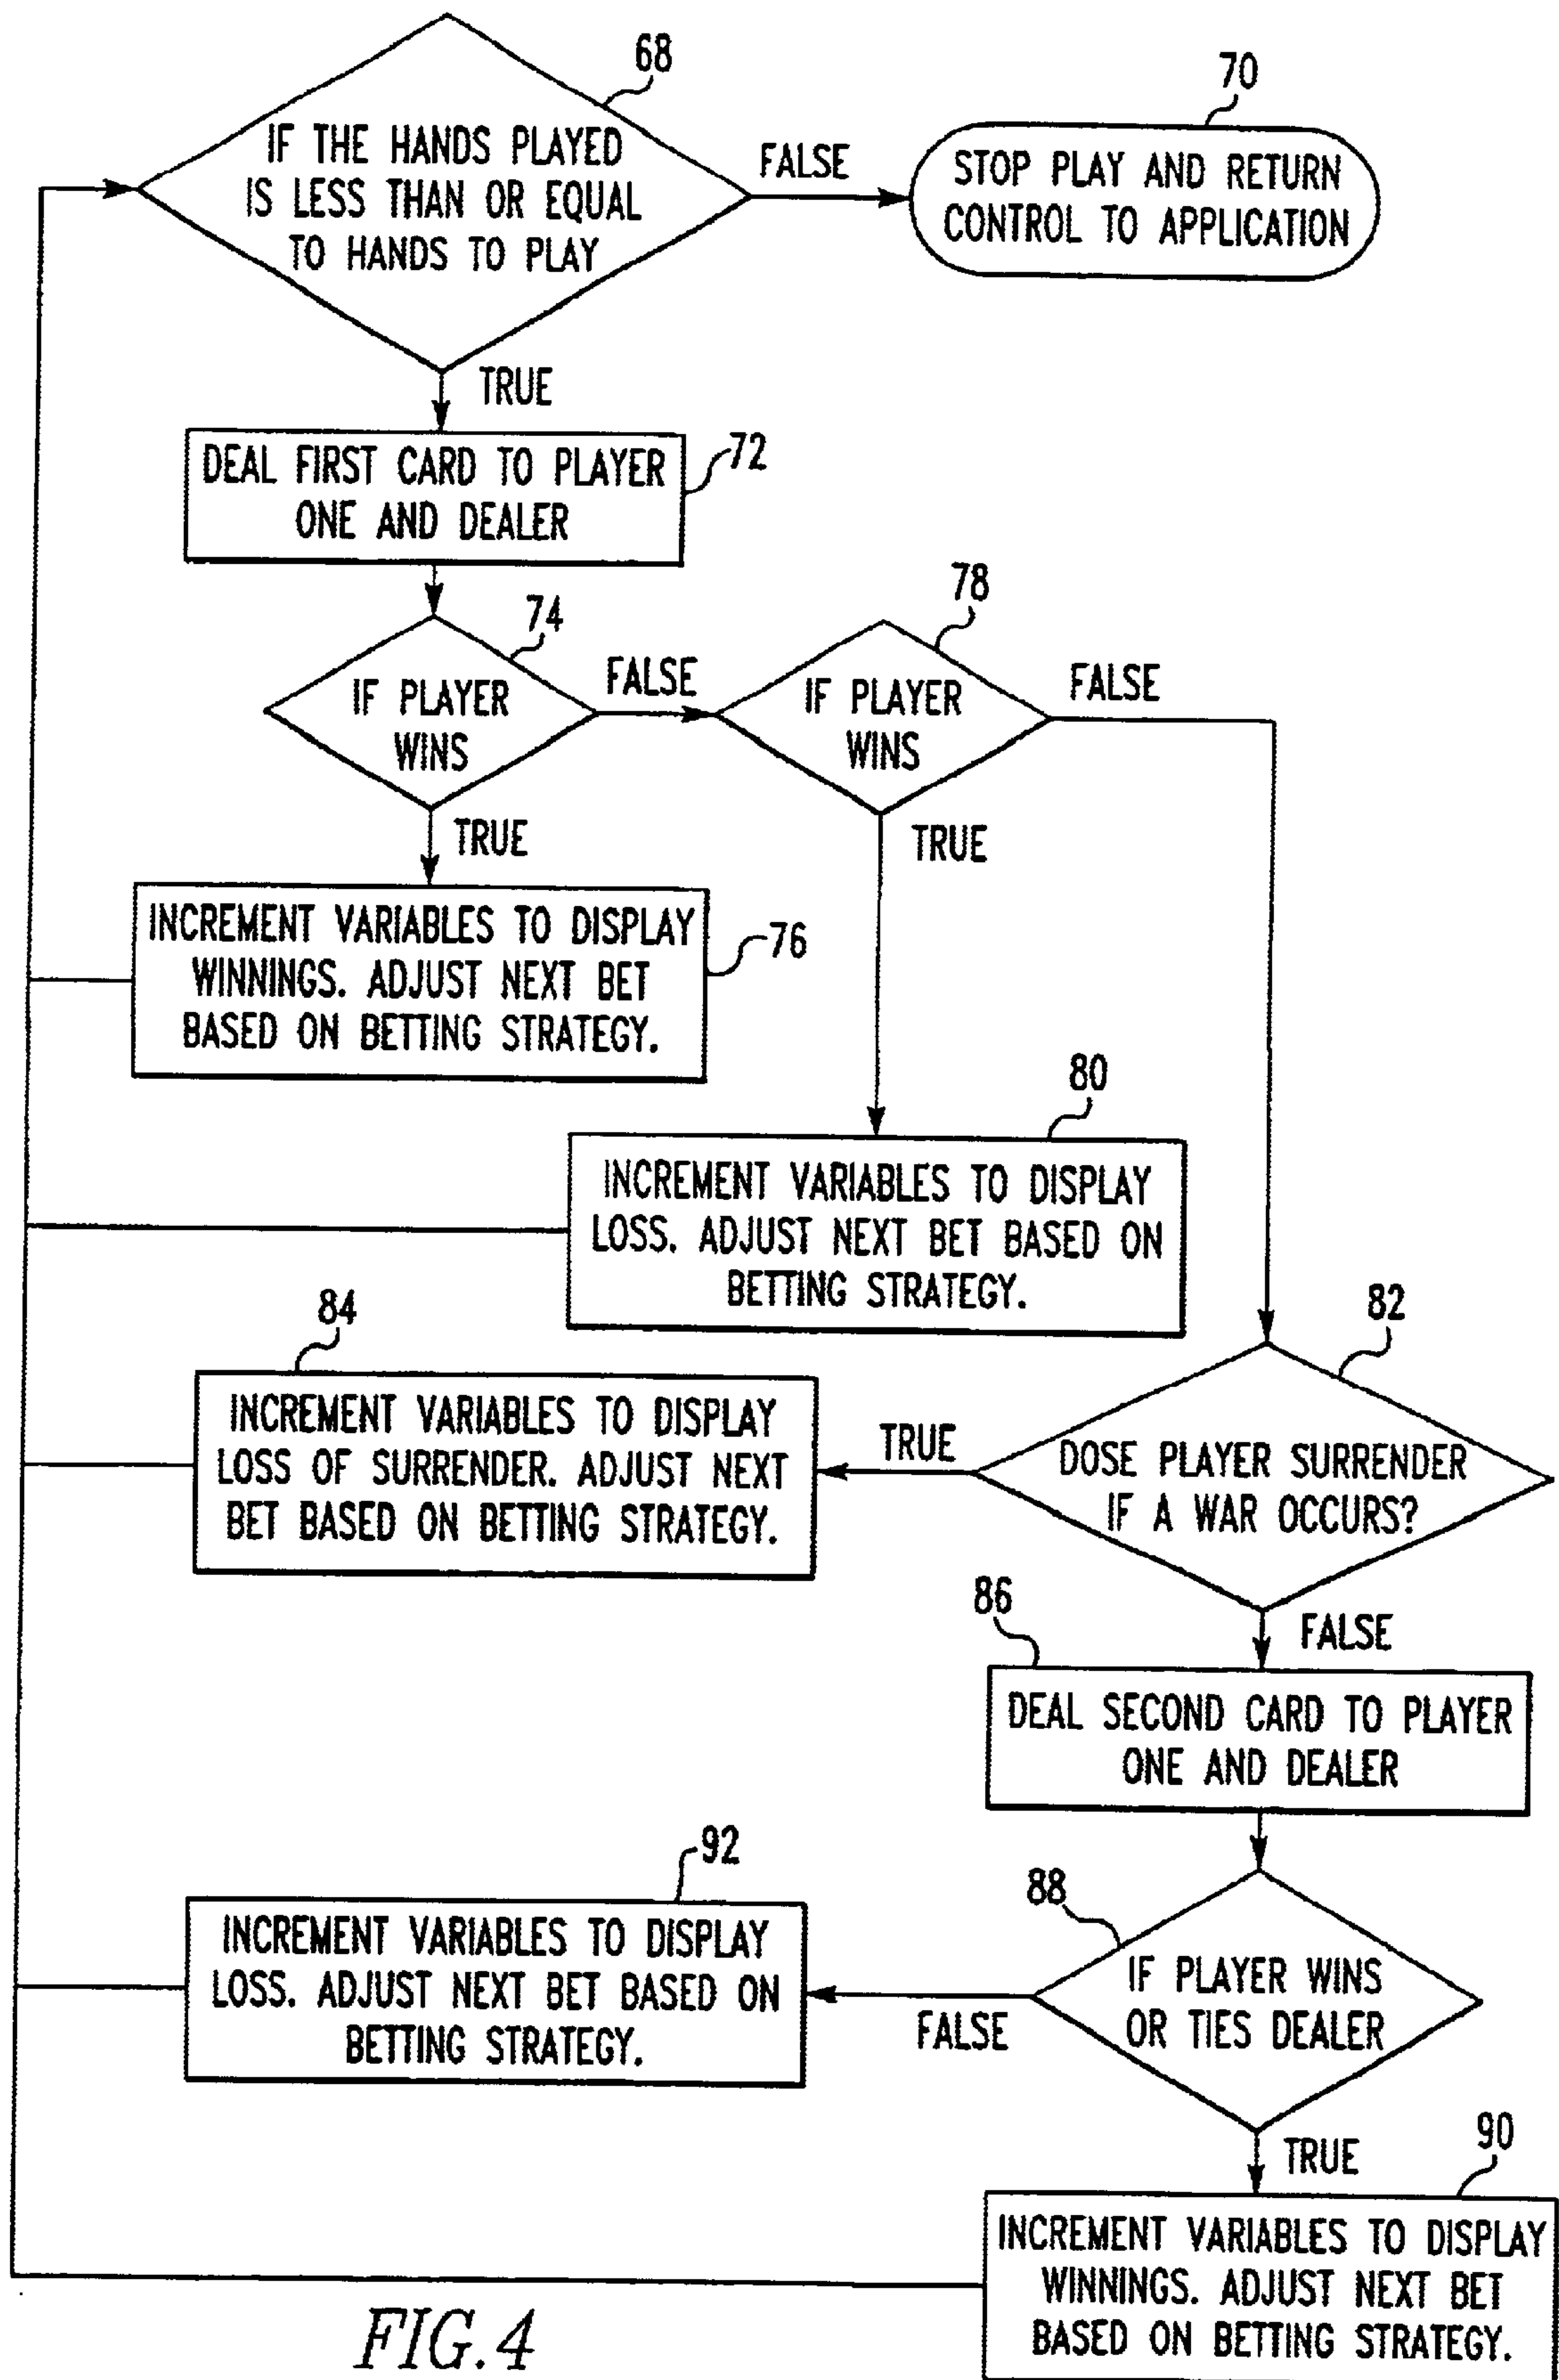 68
IF THE HANDS PLAYED
IS LESS THAN OR EQUAL
TO HANDS TO PLAY
FALSE
70
STOP PLAY AND RETURN
CONTROL TO APPLICATION
TRUE
DEAL FIRST CARD TO PLAYER
ONE AND DEALER
72
74
IF PLAYER
WINS
FALSE
78
IF PLAYER
WINS
FALSE
TRUE
TRUE
INCREMENT VARIABLES TO DISPLAY
WINNINGS. ADJUST NEXT BET
BASED ON BETTING STRATEGY.
76
80
INCREMENT VARIABLES TO DISPLAY
LOSS. ADJUST NEXT BET BASED ON
BETTING STRATEGY.
82
DOSE PLAYER SURRENDER
IF A WAR OCCURS?
TRUE
84
INCREMENT VARIABLES TO DISPLAY
LOSS OF SURRENDER. ADJUST NEXT
BET BASED ON BETTING STRATEGY.
FALSE
86
DEAL SECOND CARD TO PLAYER
ONE AND DEALER
88
IF PLAYER WINS
OR TIES DEALER
FALSE
92
INCREMENT VARIABLES TO DISPLAY
LOSS. ADJUST NEXT BET BASED ON
BETTING STRATEGY.
TRUE
90
INCREMENT VARIABLES TO DISPLAY
WINNINGS. ADJUST NEXT BET
BASED ON BETTING STRATEGY.
FIG.4